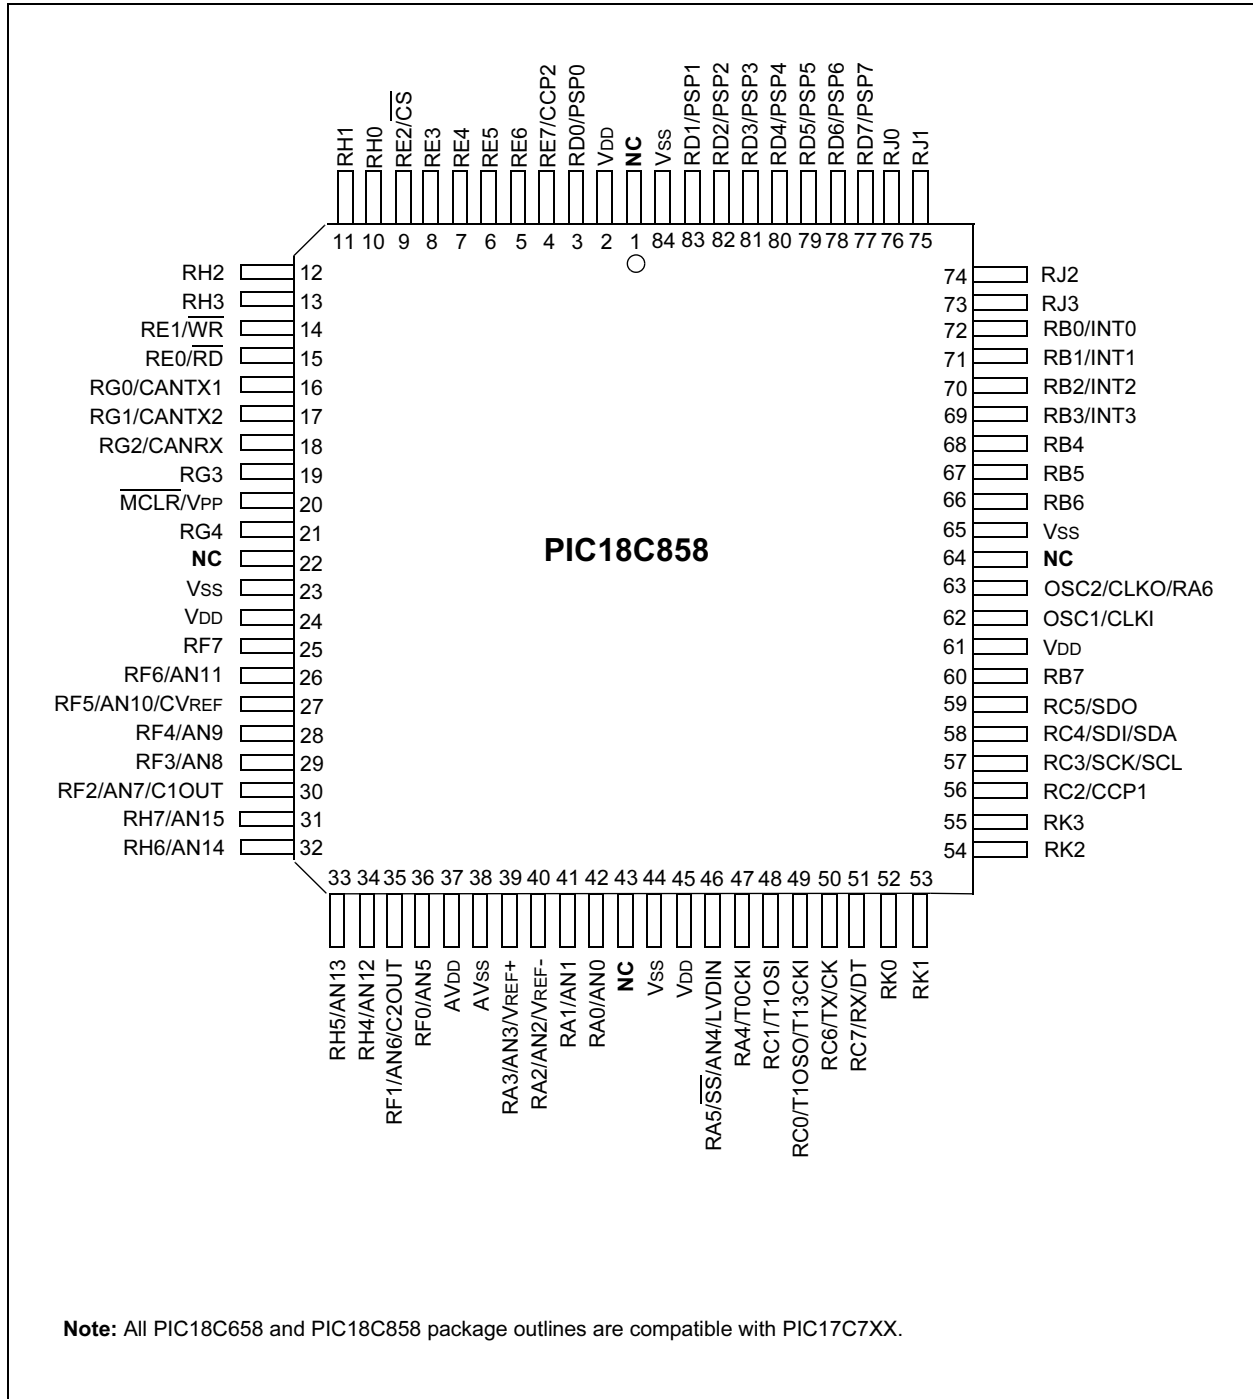 RH1
RH0
RE2/CS
RE3
RE4
RE5
RE6
RE7/CCP2
RD0/PSP0
VDD
NC
VSS
RD1/PSP1
RD2/PSP2
RD3/PSP3
RD4/PSP4
RD5/PSP5
RD6/PSP6
RD7/PSP7
RJ0
RJ1
11 10 9 8 7 6 5 4 3 2 1 84 83 82 81 80 79 78 77 76 75
RH2 12
RH3 13
RE1/WR 14
RE0/RD 15
RG0/CANTX1 16
RG1/CANTX2 17
RG2/CANRX 18
RG3 19
MCLR/VPP 20
RG4 21
NC 22
VSS 23
VDD 24
RF7 25
RF6/AN11 26
RF5/AN10/CVREF 27
RF4/AN9 28
RF3/AN8 29
RF2/AN7/C1OUT 30
RH7/AN15 31
RH6/AN14 32
PIC18C858
74 RJ2
73 RJ3
72 RB0/INT0
71 RB1/INT1
70 RB2/INT2
69 RB3/INT3
68 RB4
67 RB5
66 RB6
65 VSS
64 NC
63 OSC2/CLKO/RA6
62 OSC1/CLKI
61 VDD
60 RB7
59 RC5/SDO
58 RC4/SDI/SDA
57 RC3/SCK/SCL
56 RC2/CCP1
55 RK3
54 RK2
33 34 35 36 37 38 39 40 41 42 43 44 45 46 47 48 49 50 51 52 53
RH5/AN13
RH4/AN12
RF1/AN6/C2OUT
RF0/AN5
AVDD
AVSS
RA3/AN3/VREF+
RA2/AN2/VREF-
RA1/AN1
RA0/AN0
NC
VSS
VDD
RA5/SS/AN4/LVDIN
RA4/T0CKI
RC1/T1OSI
RC0/T1OSO/T13CKI
RC6/TX/CK
RC7/RX/DT
RK0
RK1
Note: All PIC18C658 and PIC18C858 package outlines are compatible with PIC17C7XX.